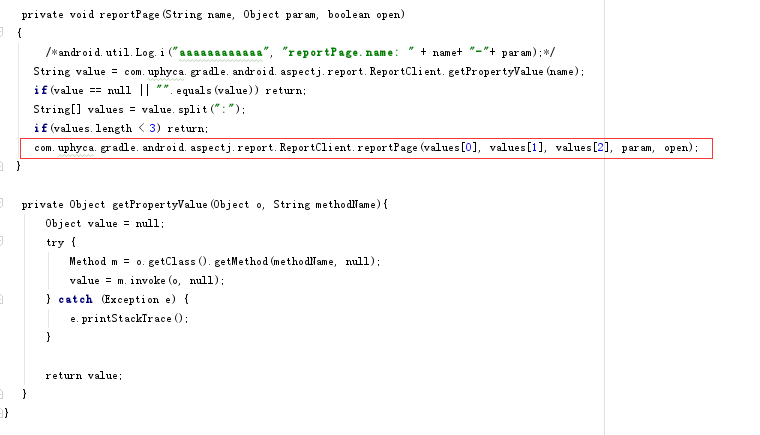 private void reportPage(String name, Object param, boolean open)
{
/*android.util.Log.i("aaaaaaaaaaaa", "reportPage.name: " + name+ "-"+ param);*/
String value = com.uphyca.gradle.android.aspectj.report.ReportClient.getPropertyValue(name);
if(value == null || "".equals(value)) return;
String[] values = value.split(":");
if(values.length < 3) return;
com.uphyca.gradle.android.aspectj.report.ReportClient.reportPage(values[0], values[1], values[2], param, open);
}
private Object getPropertyValue(Object o, String methodName){
Object value = null;
try {
Method m = o.getClass().getMethod(methodName, null);
value = m.invoke(o, null);
} catch (Exception e) {
e.printStackTrace();
}
return value;
}
}